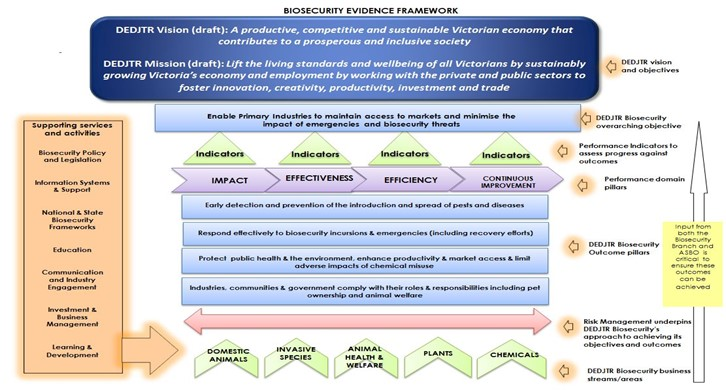 BIOSECURITY EVIDENCE FRAMEWORK
DEDJTR Vision (draft): A productive, competitive and sustainable Victorian economy that
contributes to a prosperous and inclusive society
DEDJTR Mission (draft): Lift the living standards and wellbeing of all Victorians by sustainably
growing Victoria's economy and employment by working with the private and public sectors to
foster innovation, creativity, productivity, investment and trade
DEDJTR vision
and objectives
Enable Primary Industries to maintain access to markets and minimise the
impact of emergencies and biosecurity threats
DEDJTR Biosecurity
overarching objective
Supporting services
and activities
Biosecurity Policy
and Legislation
Information Systems
& Support
National & State
Biosecurity
Frameworks
Education
Communication
and Industry
Engagement
Investment &
Business
Management
Learning &
Development
Indicators
Indicators
Indicators
Indicators
Performance Indicators to
assess progress against
outcomes
IMPACT
EFFECTIVENESS
EFFICIENCY
CONTINUOUS
IMPROVEMENT
Performance domain
pillars
Early detection and prevention of the introduction and spread of pests and diseases
Respond effectively to biosecurity incursions & emergencies (including recovery efforts)
Protect public health & the environment, enhance productivity & market access & limit
adverse impacts of chemical misuse
Industries, communities & government comply with their roles & responsibilities including pet
ownership and animal welfare
DEDJTR Biosecurity
Outcome pillars
Input from
both the
Biosecurity
Branch and
ASBO is
critical to
ensure these
outcomes
can be
achieved
Risk Management underpins
DEDJTR Biosecurity's
approach to achieving its
objectives and outcomes
DOMESTIC
ANIMALS
INVASIVE
SPECIES
ANIMAL
HEALTH &
WELFARE
PLANTS
CHEMICALS
DEDJTR Biosecurity business
streams/areas